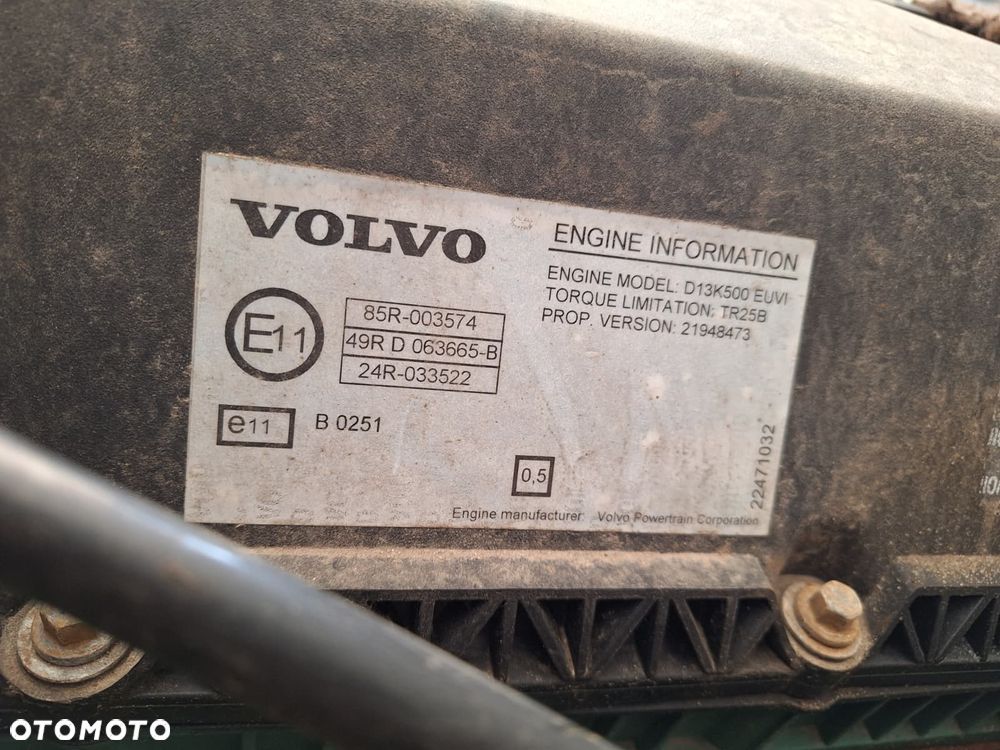 VOLVO
ENGINE INFORMATION
ENGINE MODEL: D13K500 EUVI
TORQUE LIMITATION: TR25B
PROP. VERSION: 21948473
E11
85R-003574
49R D 063665-B
24R-033522
e11
B 0251
0,5
22471032
Engine manufacturer: Volvo Powertrain Corporation
OTOMOTO